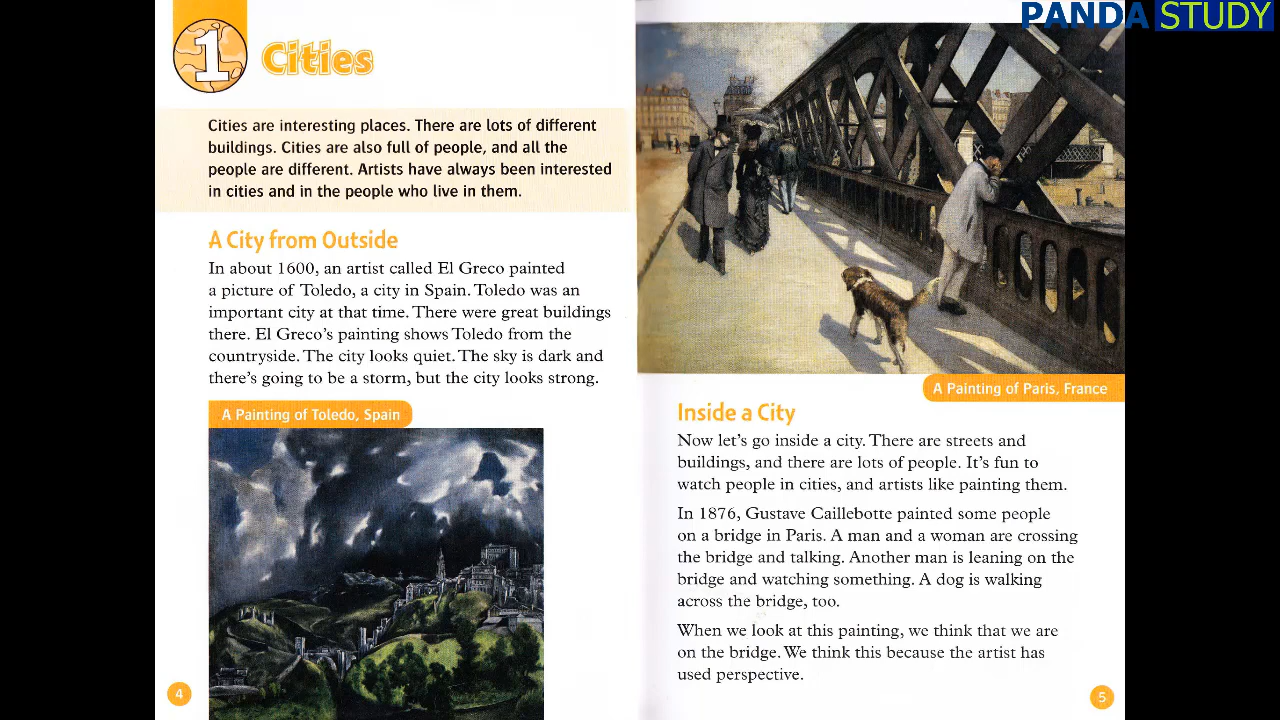 PANDA STUDY
1 Cities
Cities are interesting places. There are lots of different
buildings. Cities are also full of people, and all the
people are different. Artists have always been interested
in cities and in the people who live in them.
A City from Outside
In about 1600, an artist called El Greco painted
a picture of Toledo, a city in Spain. Toledo was an
important city at that time. There were great buildings
there. El Greco's painting shows Toledo from the
countryside. The city looks quiet. The sky is dark and
there's going to be a storm, but the city looks strong.
A Painting of Toledo, Spain
4
A Painting of Paris, France
Inside a City
Now let's go inside a city. There are streets and
buildings, and there are lots of people. It's fun to
watch people in cities, and artists like painting them.
In 1876, Gustave Caillebotte painted some people
on a bridge in Paris. A man and a woman are crossing
the bridge and talking. Another man is leaning on the
bridge and watching something. A dog is walking
across the bridge, too.
When we look at this painting, we think that we are
on the bridge. We think this because the artist has
used perspective.
5